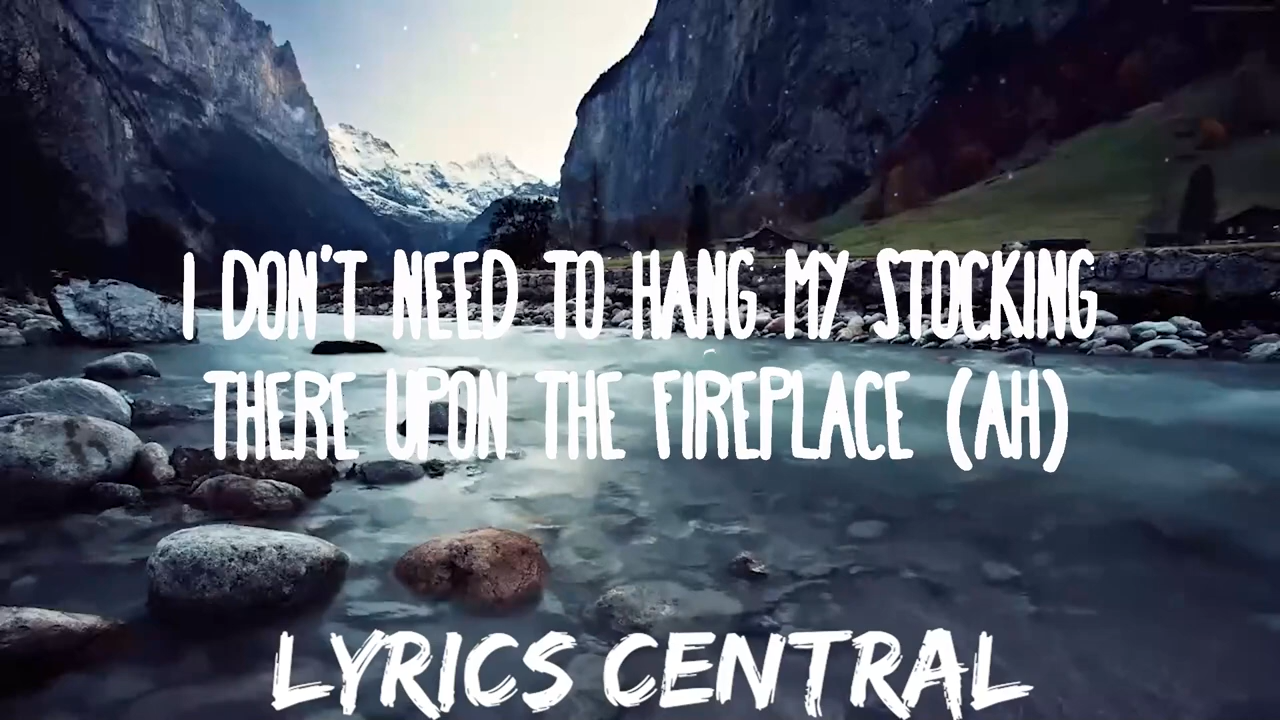 I DON'T NEED TO HANG MY STOCKING
THERE UPON THE FIREPLACE (AH)
LYRICS CENTRAL